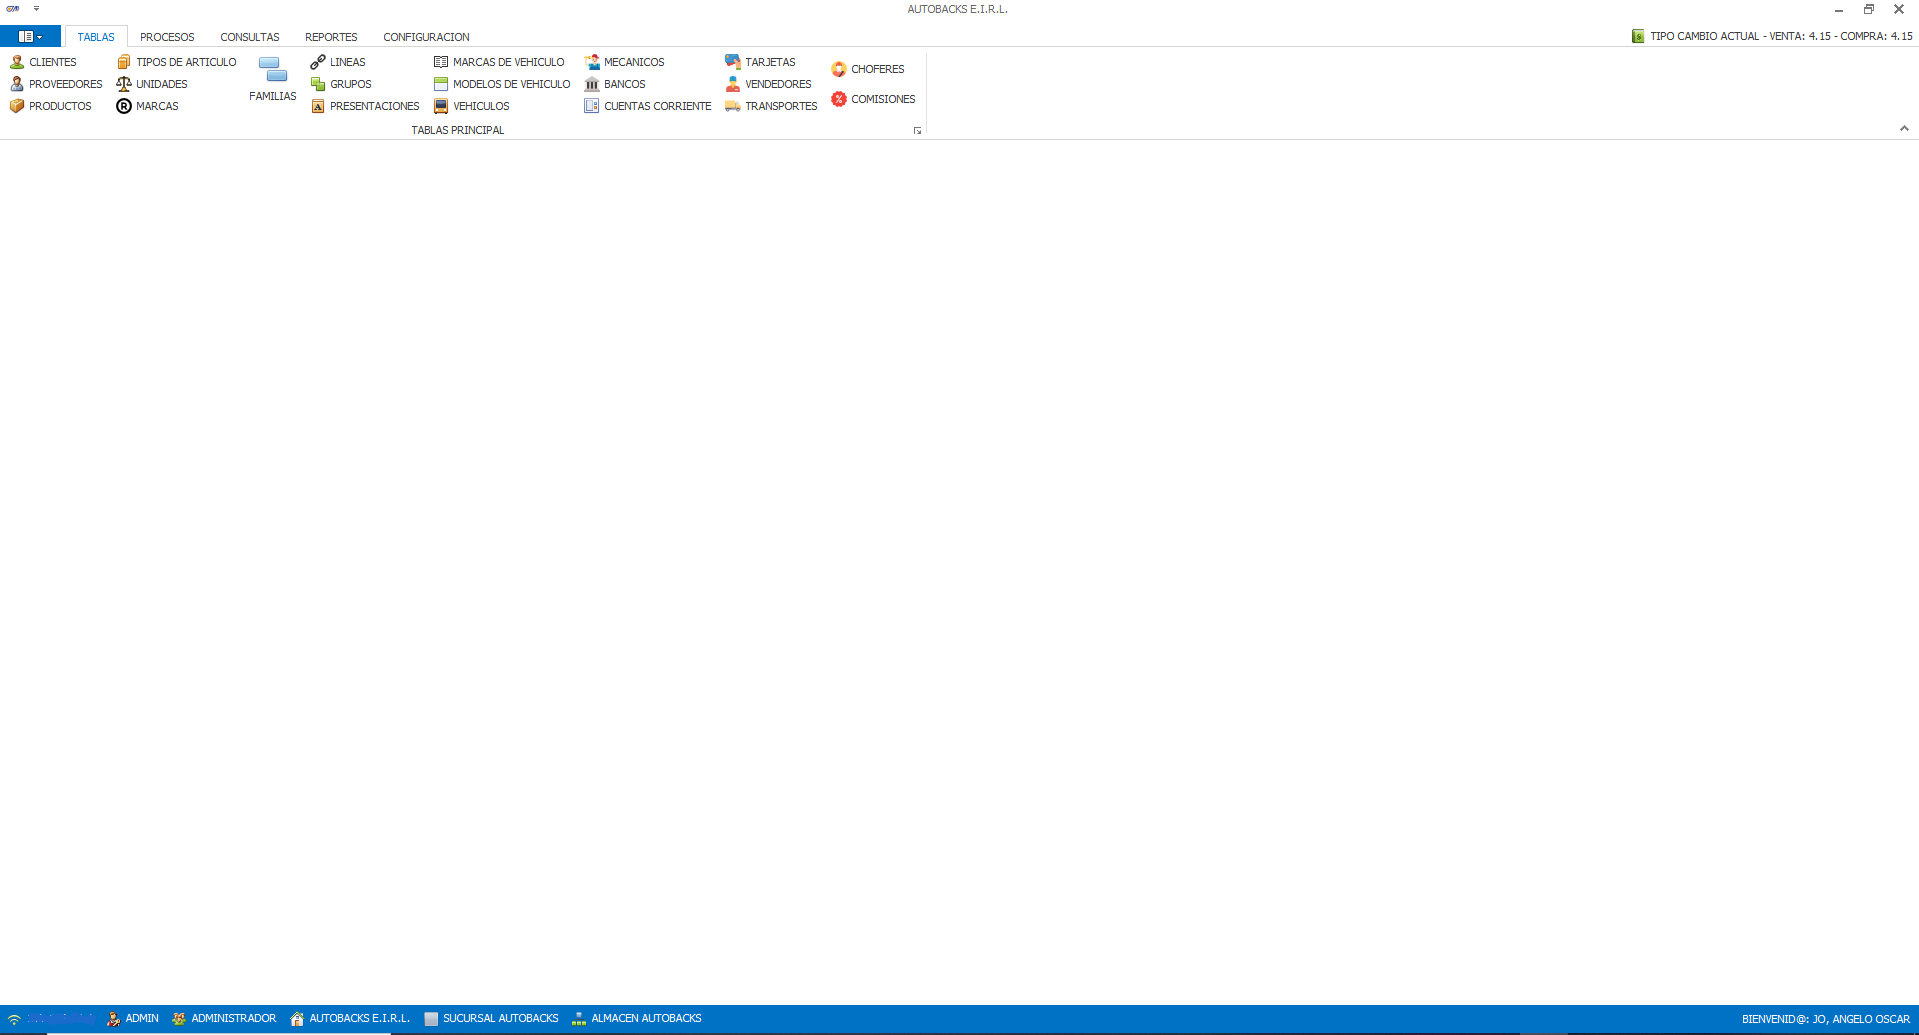 AUTOBACKS E.I.R.L.
TABLAS PROCESOS CONSULTAS REPORTES CONFIGURACION TIPO CAMBIO ACTUAL - VENTA: 4.15 - COMPRA: 4.15
CLIENTES TIPOS DE ARTICULO LINEAS MARCAS DE VEHICULO MECANICOS TARJETAS
CHOFERES
PROVEEDORES UNIDADES GRUPOS MODELOS DE VEHICULO BANCOS VENDEDORES
FAMILIAS
COMISIONES
PRODUCTOS MARCAS PRESENTACIONES VEHICULOS CUENTAS CORRIENTE TRANSPORTES
TABLAS PRINCIPAL
ADMIN ADMINISTRADOR AUTOBACKS E.I.R.L. SUCURSAL AUTOBACKS ALMACEN AUTOBACKS BIENVENID@: JO, ANGELO OSCAR